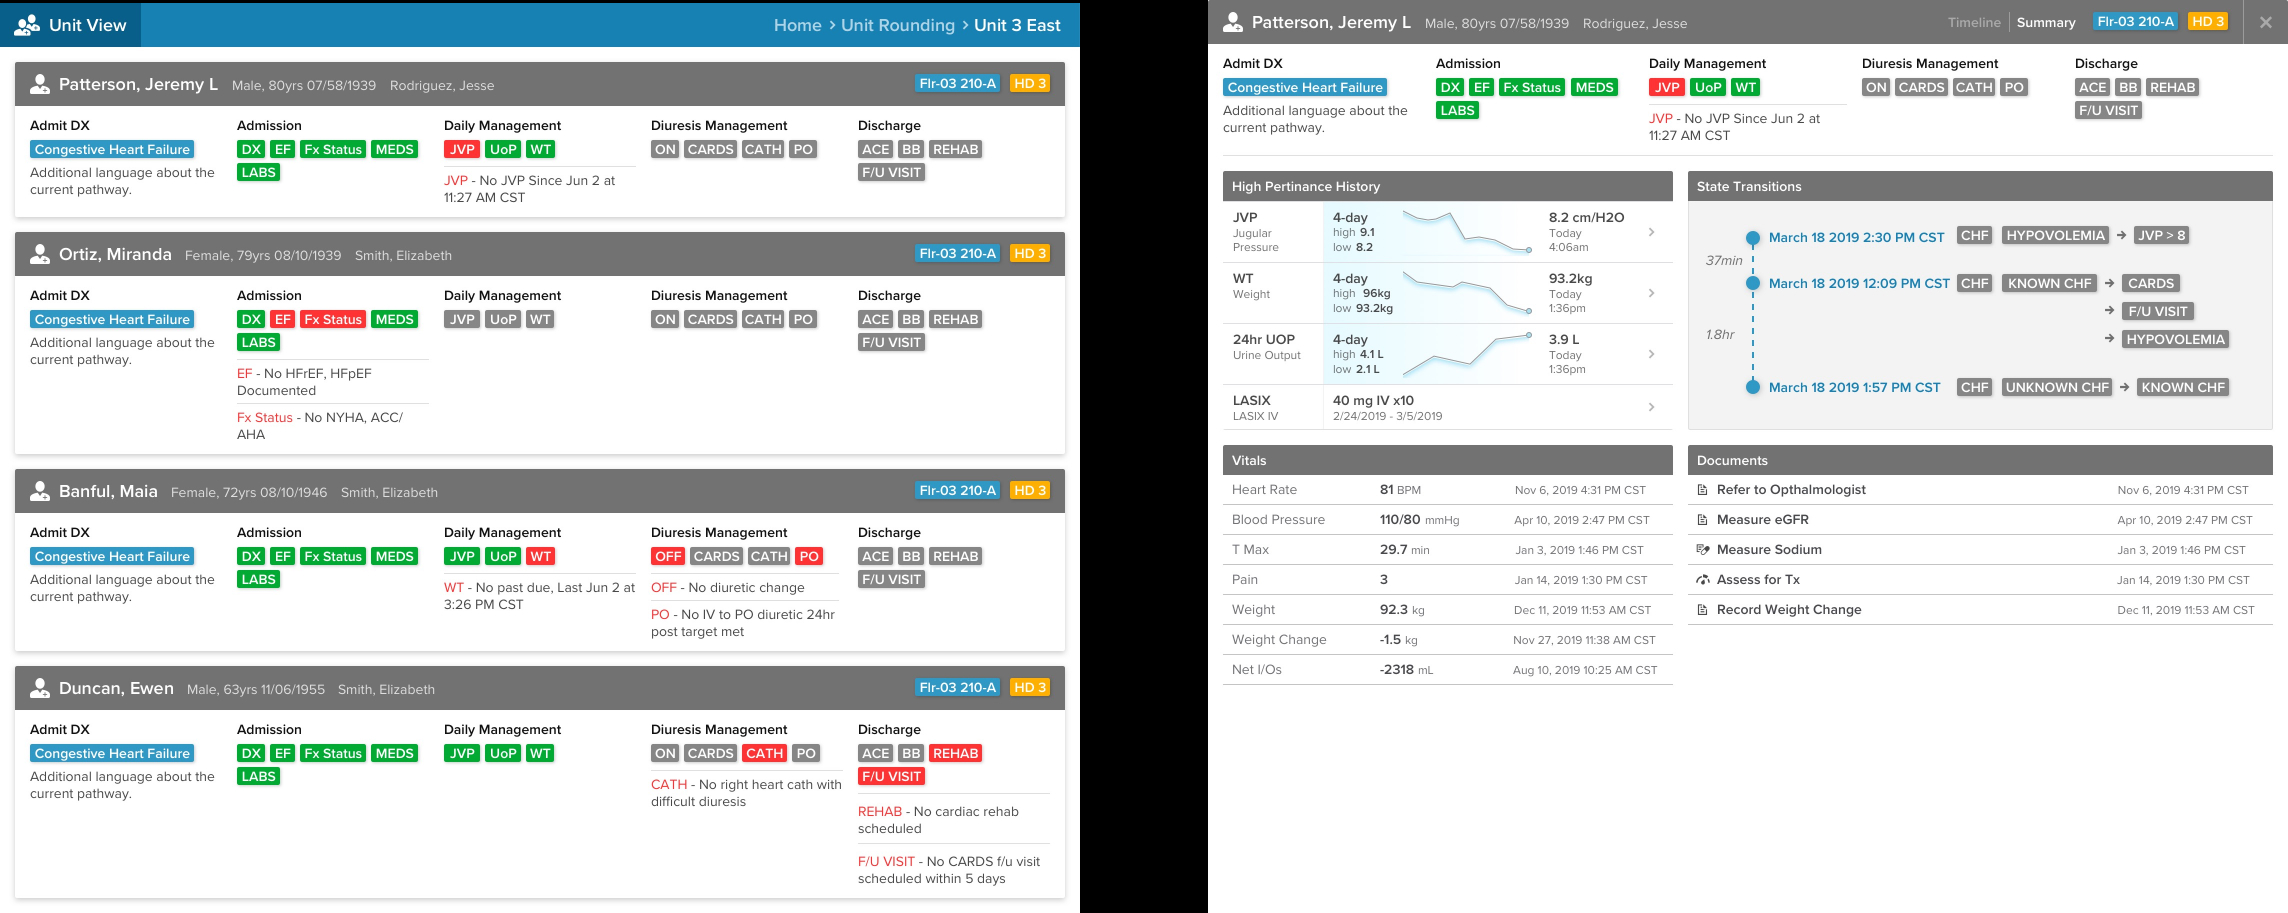 Unit View
Home > Unit Rounding > Unit 3 East
Patterson, Jeremy L Male, 80yrs 07/58/1939 Rodriguez, Jesse Flr-03 210-A HD 3
Admit DX
Congestive Heart Failure
Additional language about the
current pathway.
Admission
DX EF Fx Status MEDS
LABS
Daily Management
JVP UoP WT
JVP - No JVP Since Jun 2 at
11:27 AM CST
Diuresis Management
ON CARDS CATH PO
Discharge
ACE BB REHAB
F/U VISIT
Ortiz, Miranda Female, 79yrs 08/10/1939 Smith, Elizabeth Flr-03 210-A HD 3
Admit DX
Congestive Heart Failure
Additional language about the
current pathway.
Admission
DX EF Fx Status MEDS
LABS
EF - No HFrEF, HFpEF
Documented
Fx Status - No NYHA, ACC/
AHA
Daily Management
JVP UoP WT
Diuresis Management
ON CARDS CATH PO
Discharge
ACE BB REHAB
F/U VISIT
Banful, Maia Female, 72yrs 08/10/1946 Smith, Elizabeth Flr-03 210-A HD 3
Admit DX
Congestive Heart Failure
Additional language about the
current pathway.
Admission
DX EF Fx Status MEDS
LABS
Daily Management
JVP UoP WT
WT - No past due, Last Jun 2 at
3:26 PM CST
Diuresis Management
OFF CARDS CATH PO
OFF - No diuretic change
PO - No IV to PO diuretic 24hr
post target met
Discharge
ACE BB REHAB
F/U VISIT
Duncan, Ewen Male, 63yrs 11/06/1955 Smith, Elizabeth Flr-03 210-A HD 3
Admit DX
Congestive Heart Failure
Additional language about the
current pathway.
Admission
DX EF Fx Status MEDS
LABS
Daily Management
JVP UoP WT
Diuresis Management
ON CARDS CATH PO
CATH - No right heart cath with
difficult diuresis
Discharge
ACE BB REHAB
F/U VISIT
REHAB - No cardiac rehab
scheduled
F/U VISIT - No CARDS f/u visit
scheduled within 5 days
Patterson, Jeremy L Male, 80yrs 07/58/1939 Rodriguez, Jesse Timeline Summary Flr-03 210-A HD 3
Admit DX
Congestive Heart Failure
Additional language about the
current pathway.
Admission
DX EF Fx Status MEDS
LABS
Daily Management
JVP UoP WT
JVP - No JVP Since Jun 2 at
11:27 AM CST
Diuresis Management
ON CARDS CATH PO
Discharge
ACE BB REHAB
F/U VISIT
High Pertinance History
JVP 4-day 8.2 cm/H2O
Jugular high 9.1 Today
Pressure low 8.2 4:06am
WT 4-day 93.2kg
Weight high 96kg Today
low 93.2kg 1:36pm
24hr UOP 4-day 3.9 L
Urine Output high 4.1 L Today
low 2.1 L 1:36pm
LASIX 40 mg IV x10
LASIX IV 2/24/2019 - 3/5/2019
State Transitions
March 18 2019 2:30 PM CST CHF HYPOVOLEMIA → JVP > 8
37min
March 18 2019 12:09 PM CST CHF KNOWN CHF → CARDS
→ F/U VISIT
1.8hr
→ HYPOVOLEMIA
March 18 2019 1:57 PM CST CHF UNKNOWN CHF → KNOWN CHF
Vitals
Heart Rate 81 BPM Nov 6, 2019 4:31 PM CST
Blood Pressure 110/80 mmHg Apr 10, 2019 2:47 PM CST
T Max 29.7 min Jan 3, 2019 1:46 PM CST
Pain 3 Jan 14, 2019 1:30 PM CST
Weight 92.3 kg Dec 11, 2019 11:53 AM CST
Weight Change -1.5 kg Nov 27, 2019 11:38 AM CST
Net I/Os -2318 mL Aug 10, 2019 10:25 AM CST
Documents
Refer to Opthalmologist Nov 6, 2019 4:31 PM CST
Measure eGFR Apr 10, 2019 2:47 PM CST
Measure Sodium Jan 3, 2019 1:46 PM CST
Assess for Tx Jan 14, 2019 1:30 PM CST
Record Weight Change Dec 11, 2019 11:53 AM CST